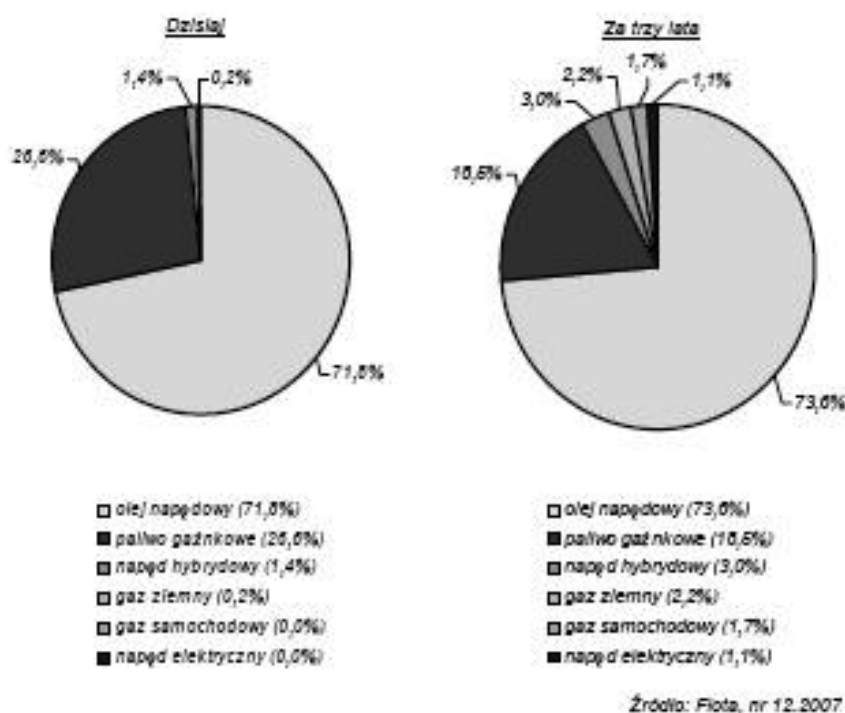 Dzisiaj
1,4%
0,2%
26,6%
71,8%
olej napędowy (71,8%)
paliwo gaźnikowe (26,6%)
napęd hybrydowy (1,4%)
gaz ziemny (0,2%)
gaz samochodowy (0,0%)
napęd elektryczny (0,0%)
Za trzy lata
1,7%
2,2%
1,1%
3,0%
18,5%
73,6%
olej napędowy (73,6%)
paliwo gaźnikowe (18,5%)
napęd hybrydowy (3,0%)
gaz ziemny (2,2%)
gaz samochodowy (1,7%)
napęd elektryczny (1,1%)
Źródło: Flota, nr 12.2007